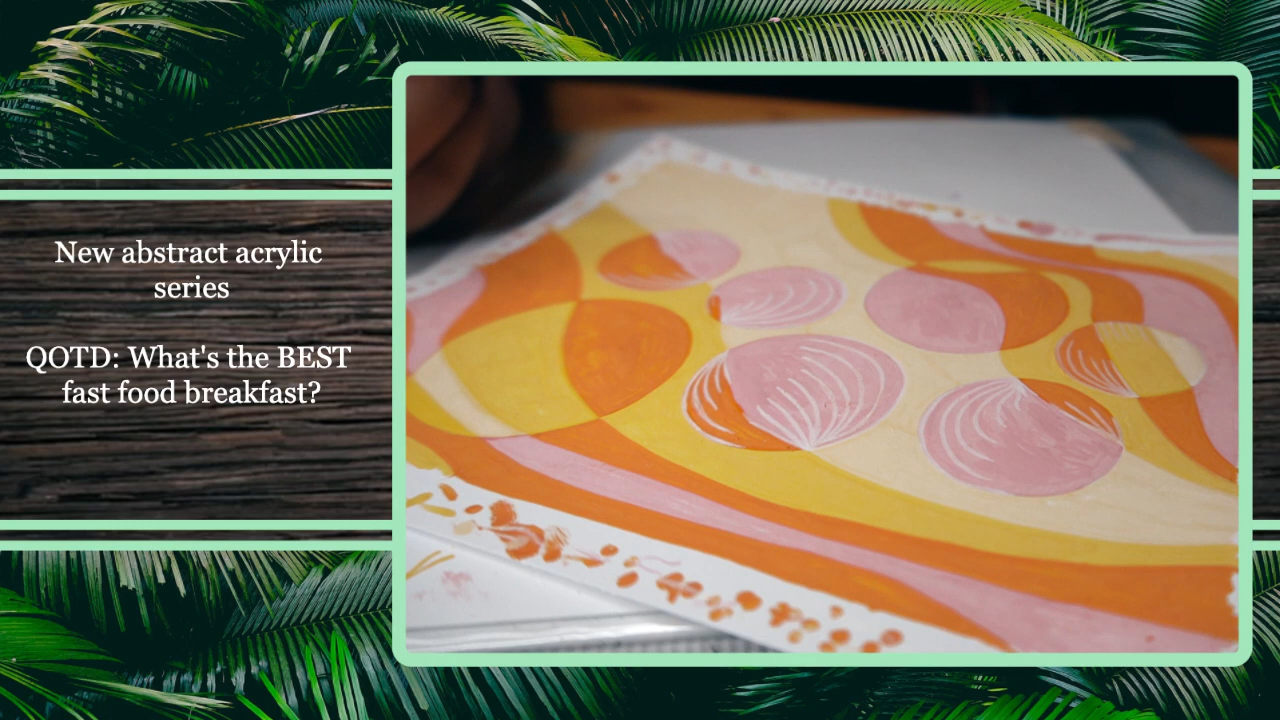 New abstract acrylic
series
QOTD: What's the BEST
fast food breakfast?